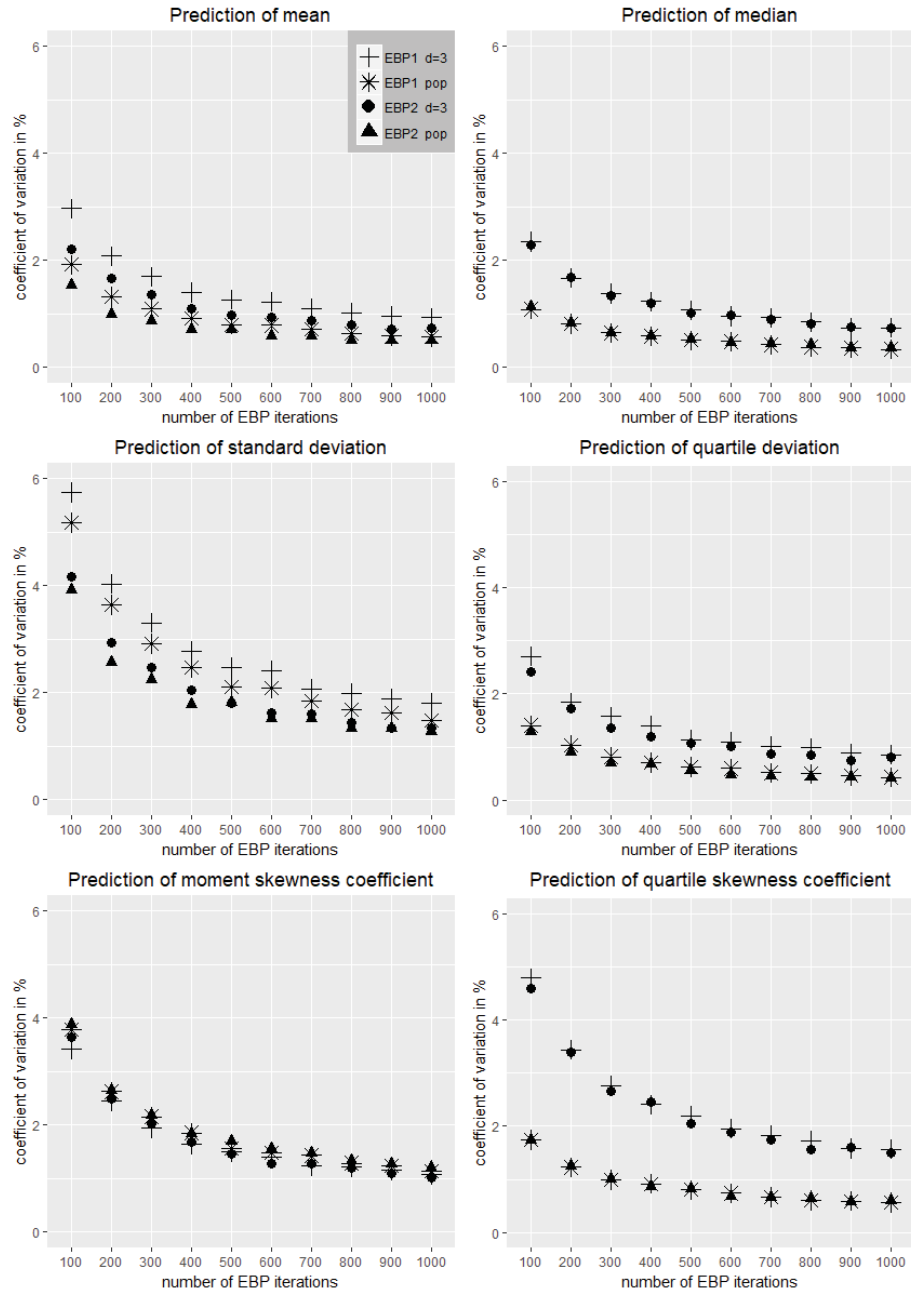 Prediction of mean
6
4
2
0
coefficient of variation in %
EBP1 d=3
EBP1 pop
EBP2 d=3
EBP2 pop
100 200 300 400 500 600 700 800 900 1000
number of EBP iterations
Prediction of median
6
4
2
0
coefficient of variation in %
100 200 300 400 500 600 700 800 900 1000
number of EBP iterations
Prediction of standard deviation
6
4
2
0
coefficient of variation in %
100 200 300 400 500 600 700 800 900 1000
number of EBP iterations
Prediction of quartile deviation
6
4
2
0
coefficient of variation in %
100 200 300 400 500 600 700 800 900 1000
number of EBP iterations
Prediction of moment skewness coefficient
6
4
2
0
coefficient of variation in %
100 200 300 400 500 600 700 800 900 1000
number of EBP iterations
Prediction of quartile skewness coefficient
6
4
2
0
coefficient of variation in %
100 200 300 400 500 600 700 800 900 1000
number of EBP iterations